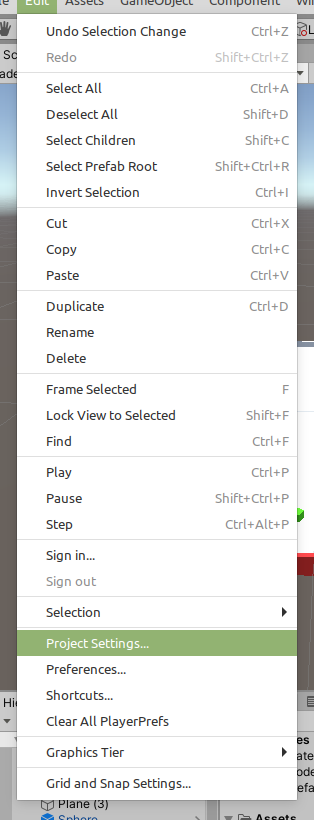 Edit Assets GameObject Component
Undo Selection Change Ctrl+Z
Redo Shift+Ctrl+Z
Select All Ctrl+A
Deselect All Shift+D
Select Children Shift+C
Select Prefab Root Shift+Ctrl+R
Invert Selection Ctrl+I
Cut Ctrl+X
Copy Ctrl+C
Paste Ctrl+V
Duplicate Ctrl+D
Rename
Delete
Frame Selected F
Lock View to Selected Shift+F
Find Ctrl+F
Play Ctrl+P
Pause Shift+Ctrl+P
Step Ctrl+Alt+P
Sign in...
Sign out
Selection
Project Settings...
Preferences...
Shortcuts...
Clear All PlayerPrefs
Graphics Tier
Grid and Snap Settings...
Plane (3)
Sphere
Assets